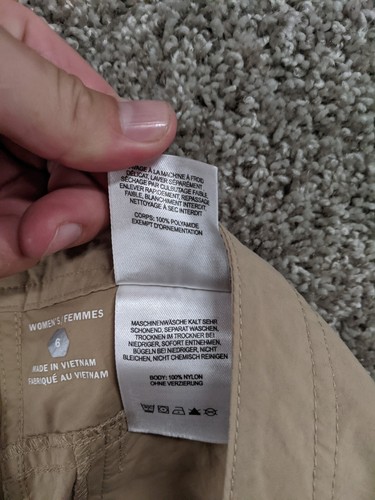 LAVAGE À LA MACHINE À FROID
DÉLICAT, LAVER SÉPARÉMENT
SÉCHAGE PAR CULBUTAGE FAIBLE
ENLEVER RAPIDEMENT, REPASSAGE
FAIBLE, BLANCHIMENT INTERDIT
NETTOYAGE À SEC INTERDIT
CORPS: 100% POLYAMIDE
EXEMPT D'ORNEMENTATION
MASCHINENWÄSCHE KALT SEHR
SCHONEND, SEPARAT WASCHEN,
TROCKNEN IM TROCKNER BEI
NIEDRIGER, SOFORT ENTNEHMEN,
BÜGELN BEI NIEDRIGER, NICHT
BLEICHEN, NICHT CHEMISCH REINIGEN
BODY: 100% NYLON
OHNE VERZIERUNG
WOMEN'S/FEMMES
6
MADE IN VIETNAM
FABRIQUÉ AU VIETNAM